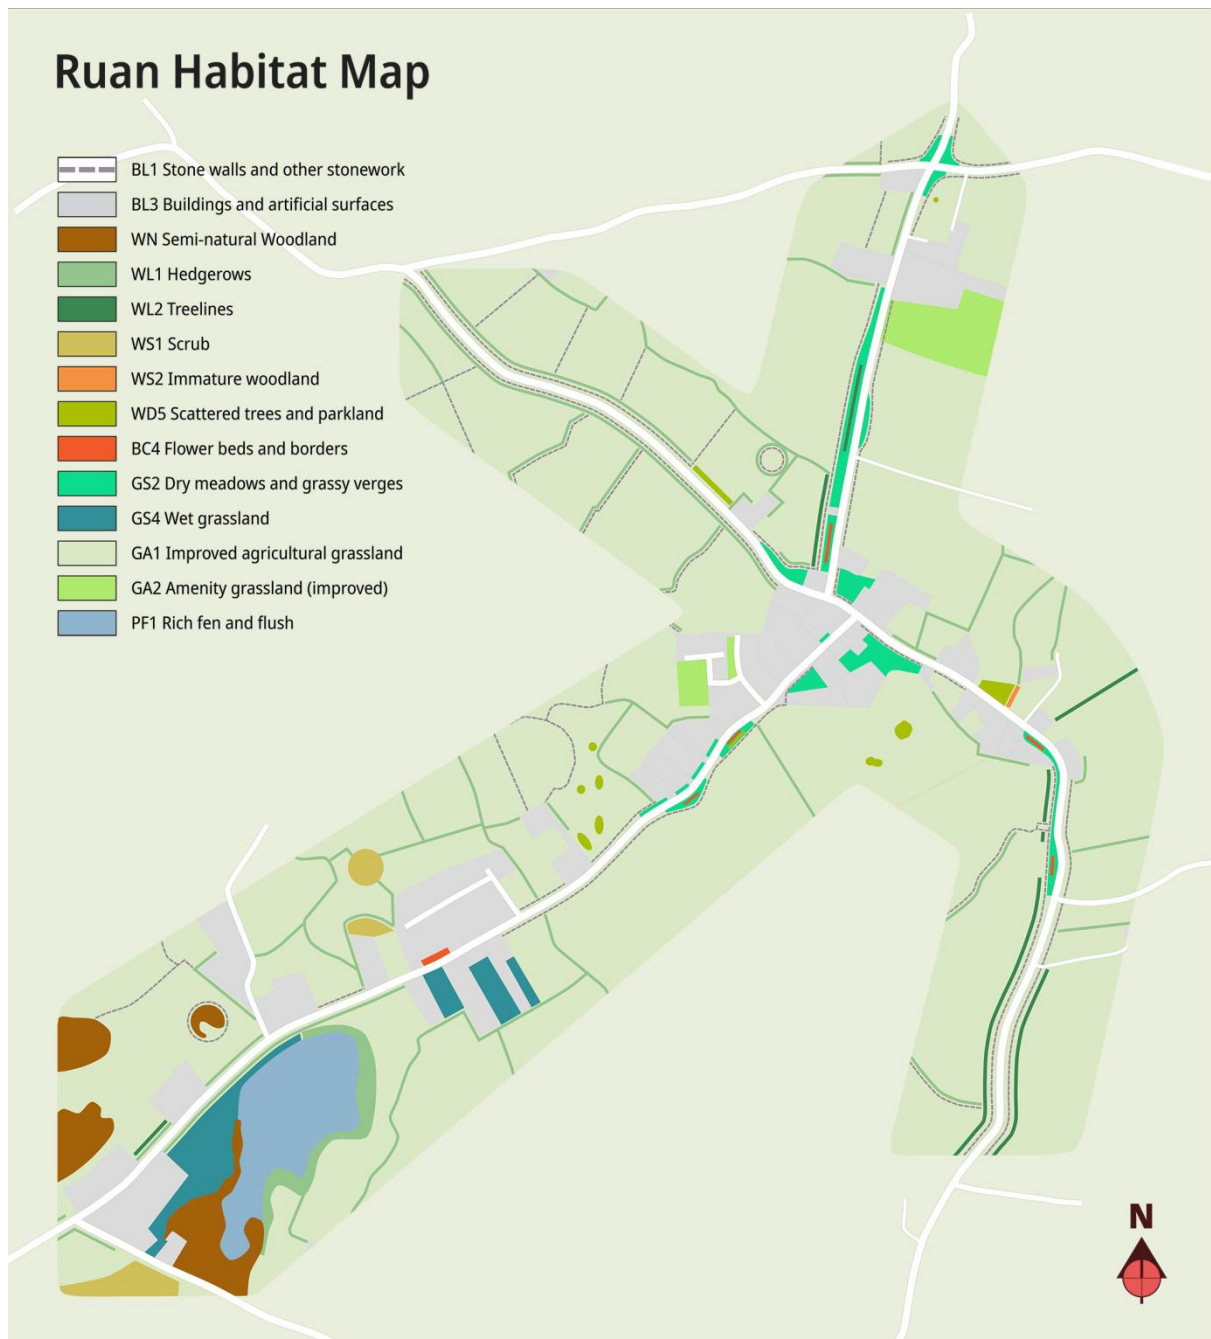 Ruan Habitat Map
BL1 Stone walls and other stonework
BL3 Buildings and artificial surfaces
WN Semi-natural Woodland
WL1 Hedgerows
WL2 Treelines
WS1 Scrub
WS2 Immature woodland
WD5 Scattered trees and parkland
BC4 Flower beds and borders
GS2 Dry meadows and grassy verges
GS4 Wet grassland
GA1 Improved agricultural grassland
GA2 Amenity grassland (improved)
PF1 Rich fen and flush
N